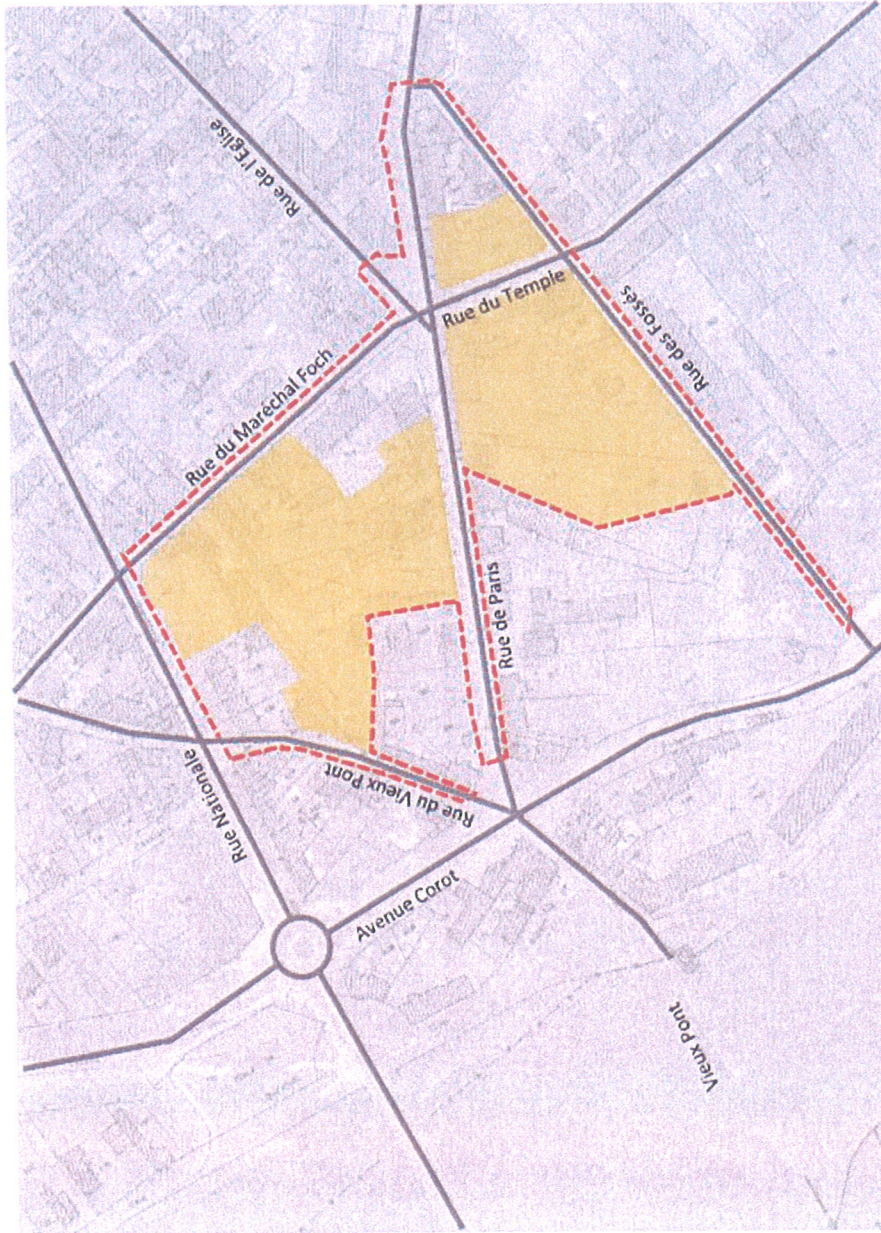 Rue de l'Eglise
Rue du Temple
Rue des Fossés
Rue du Maréchal Foch
Rue de Paris
Rue du Vieux Pont
Rue Nationale
Avenue Corot
Vieux Pont